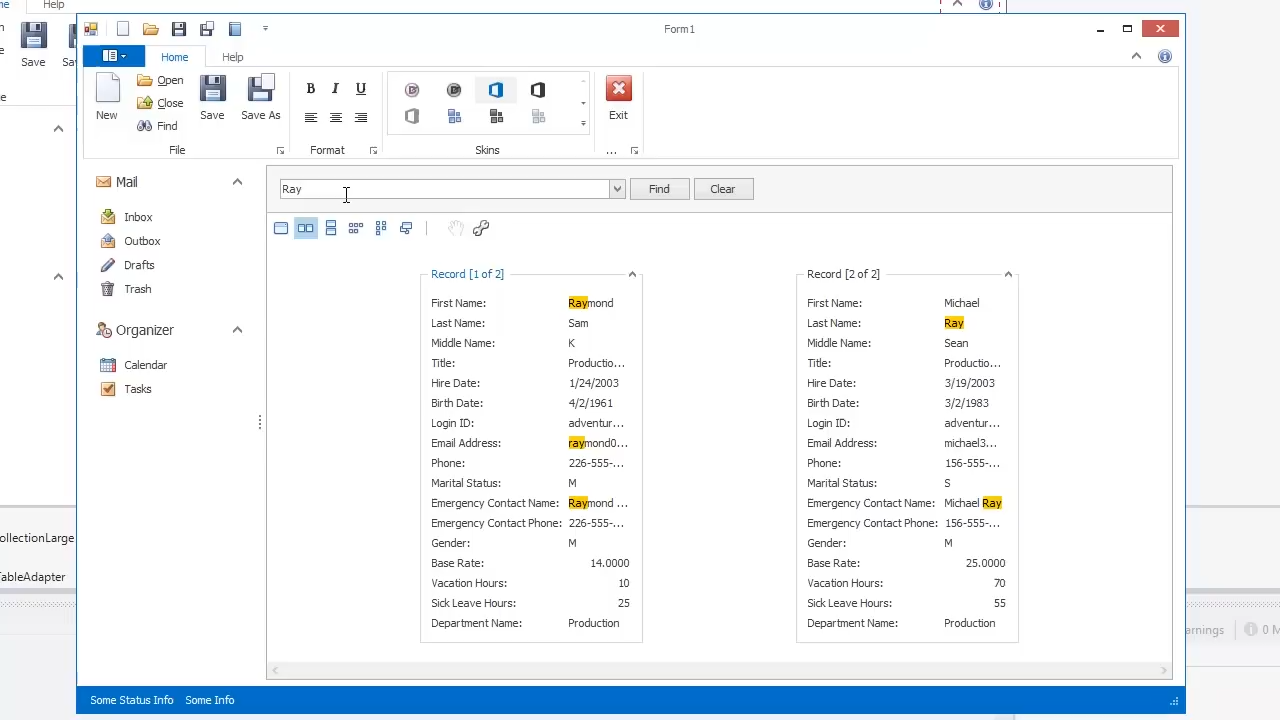 Help
Form1
Home Help
New
Open
Close
Find
Save
Save As
File
B I U
Format
Skins
Exit
...
Save
Mail
Inbox
Outbox
Drafts
Trash
Organizer
Calendar
Tasks
Ray
Find
Clear
Record [1 of 2]
First Name: Raymond
Last Name: Sam
Middle Name: K
Title: Productio...
Hire Date: 1/24/2003
Birth Date: 4/2/1961
Login ID: adventur...
Email Address: raymond0...
Phone: 226-555-...
Marital Status: M
Emergency Contact Name: Raymond ...
Emergency Contact Phone: 226-555-...
Gender: M
Base Rate: 14.0000
Vacation Hours: 10
Sick Leave Hours: 25
Department Name: Production
Record [2 of 2]
First Name: Michael
Last Name: Ray
Middle Name: Sean
Title: Productio...
Hire Date: 3/19/2003
Birth Date: 3/2/1983
Login ID: adventur...
Email Address: michael3...
Phone: 156-555-...
Marital Status: S
Emergency Contact Name: Michael Ray
Emergency Contact Phone: 156-555-...
Gender: M
Base Rate: 25.0000
Vacation Hours: 70
Sick Leave Hours: 55
Department Name: Production
ollectionLarge
TableAdapter
arnings
0 M
Some Status Info Some Info